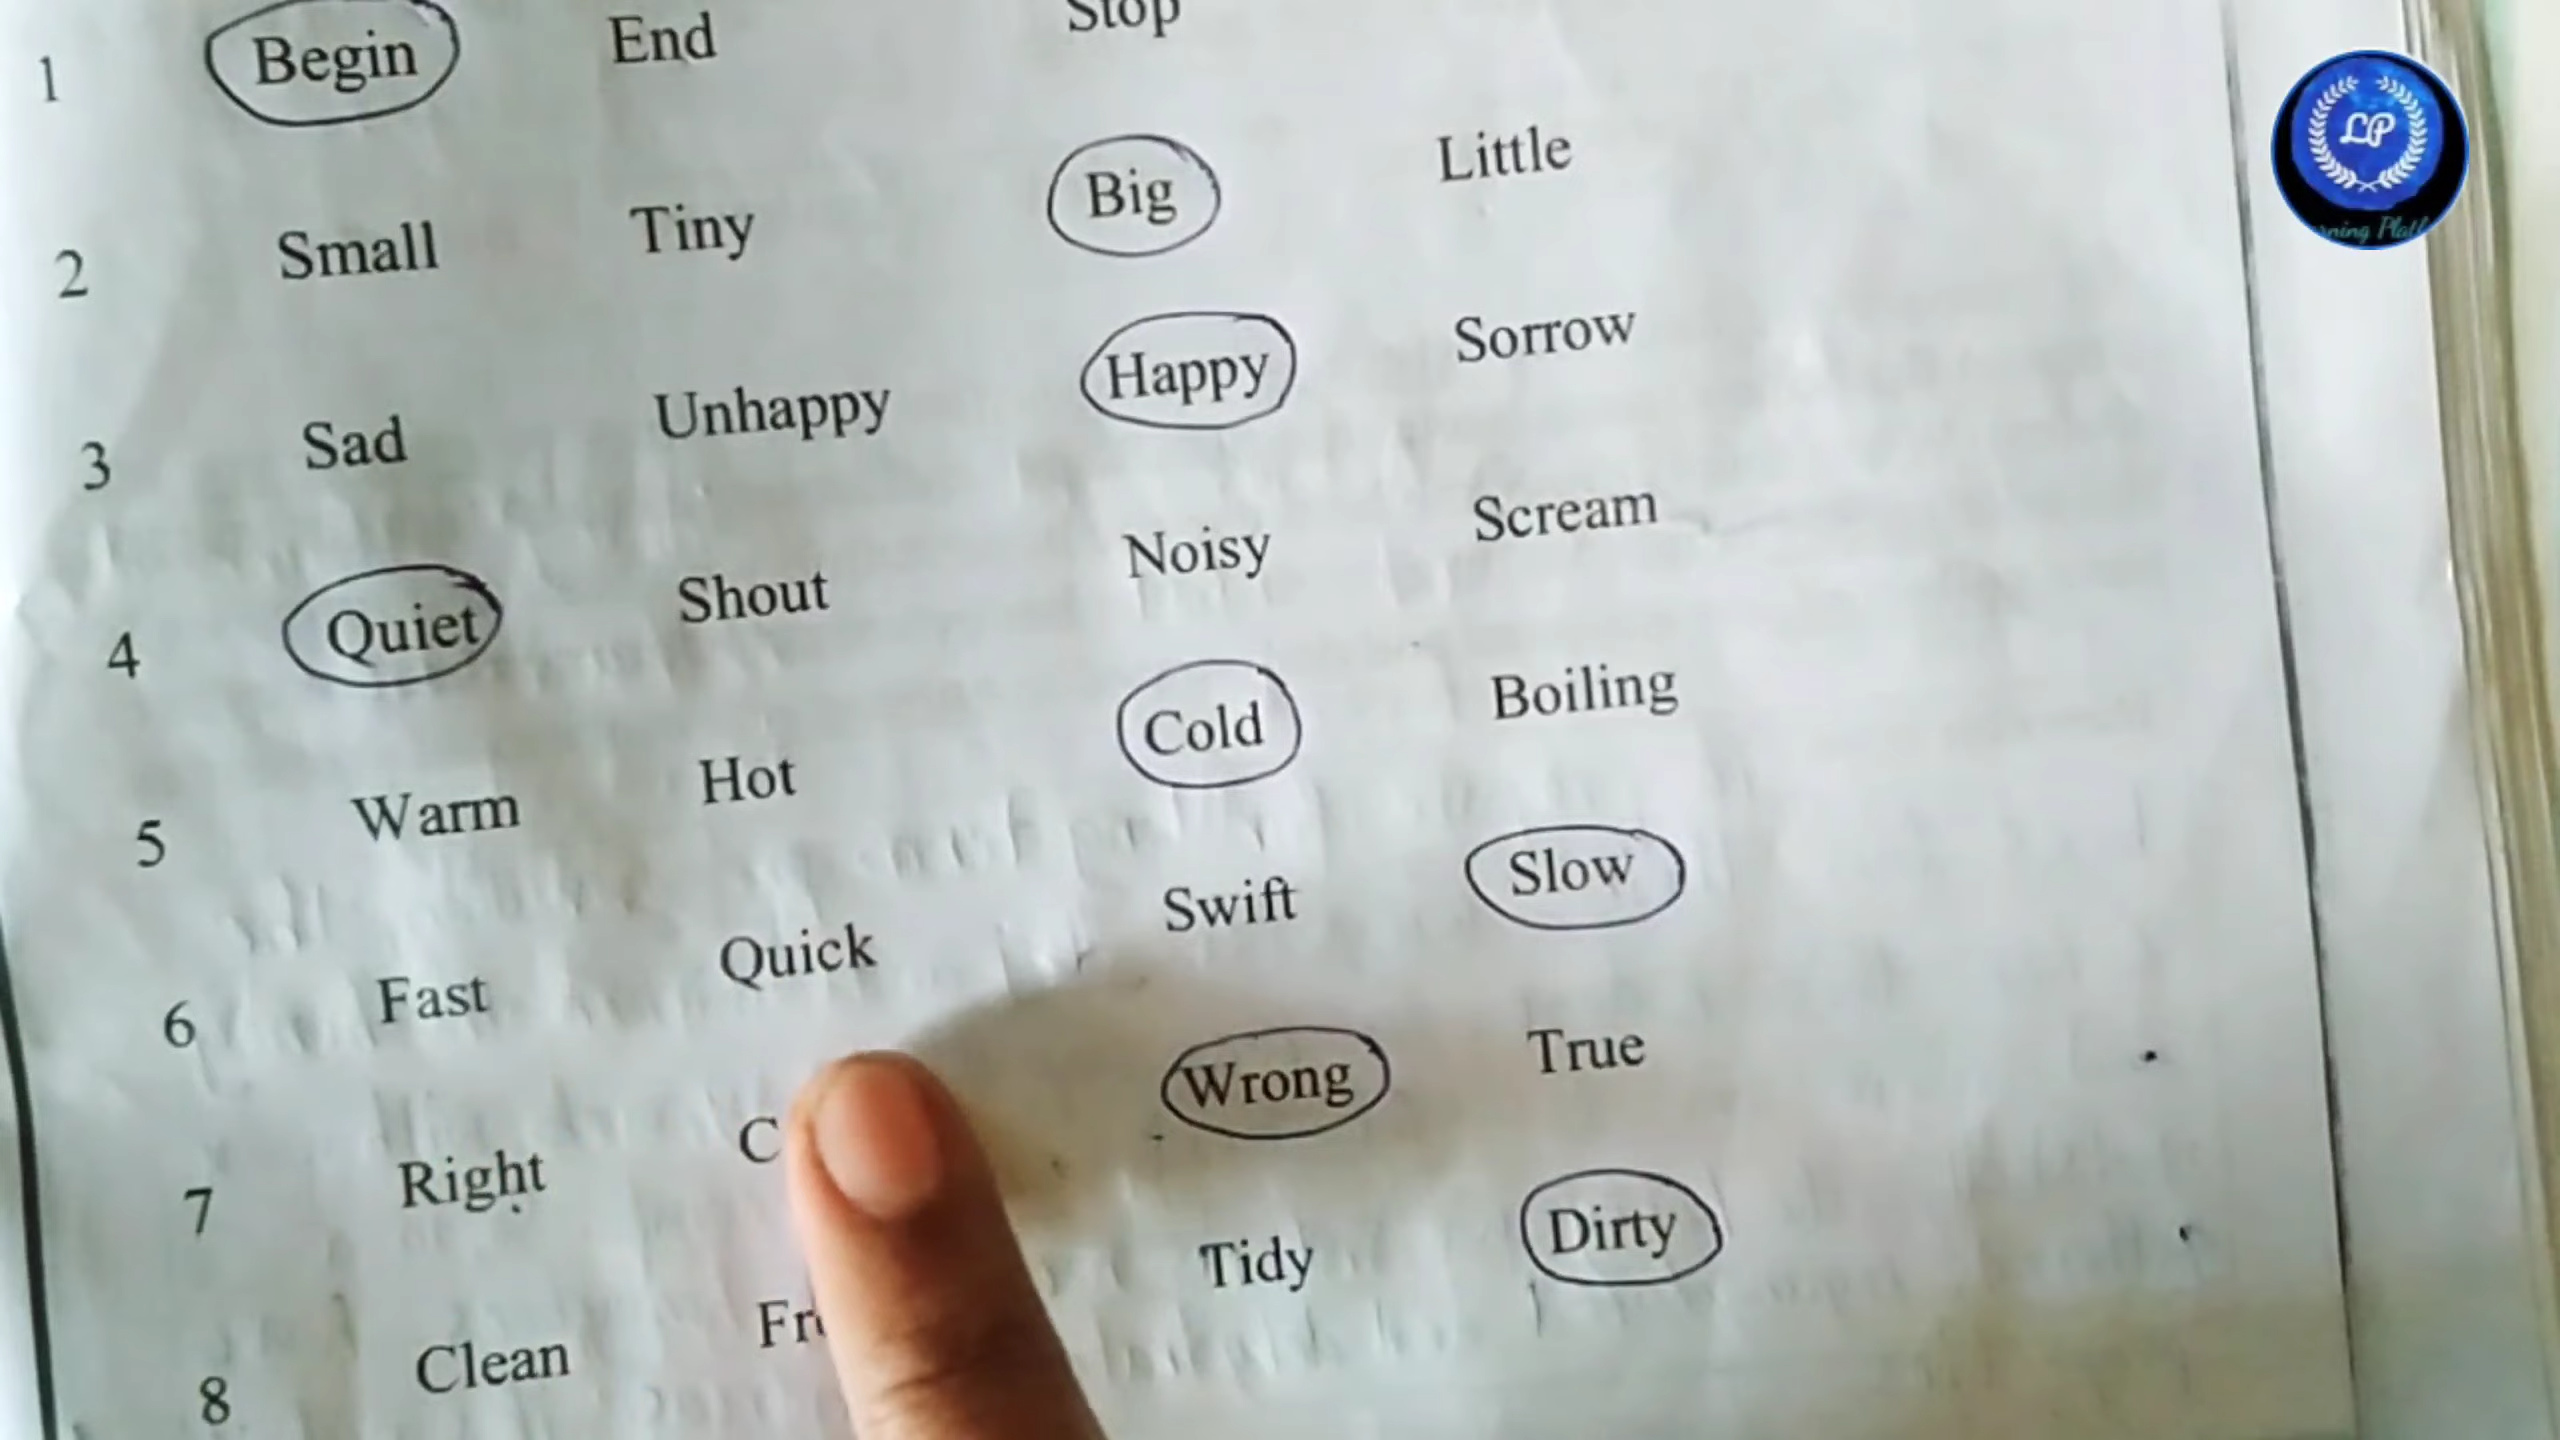 1 Begin End Stop
2 Small Tiny Big Little
3 Sad Unhappy Happy Sorrow
4 Quiet Shout Noisy Scream
5 Warm Hot Cold Boiling
6 Fast Quick Swift Slow
7 Right Wrong True
8 Clean Tidy Dirty
LP